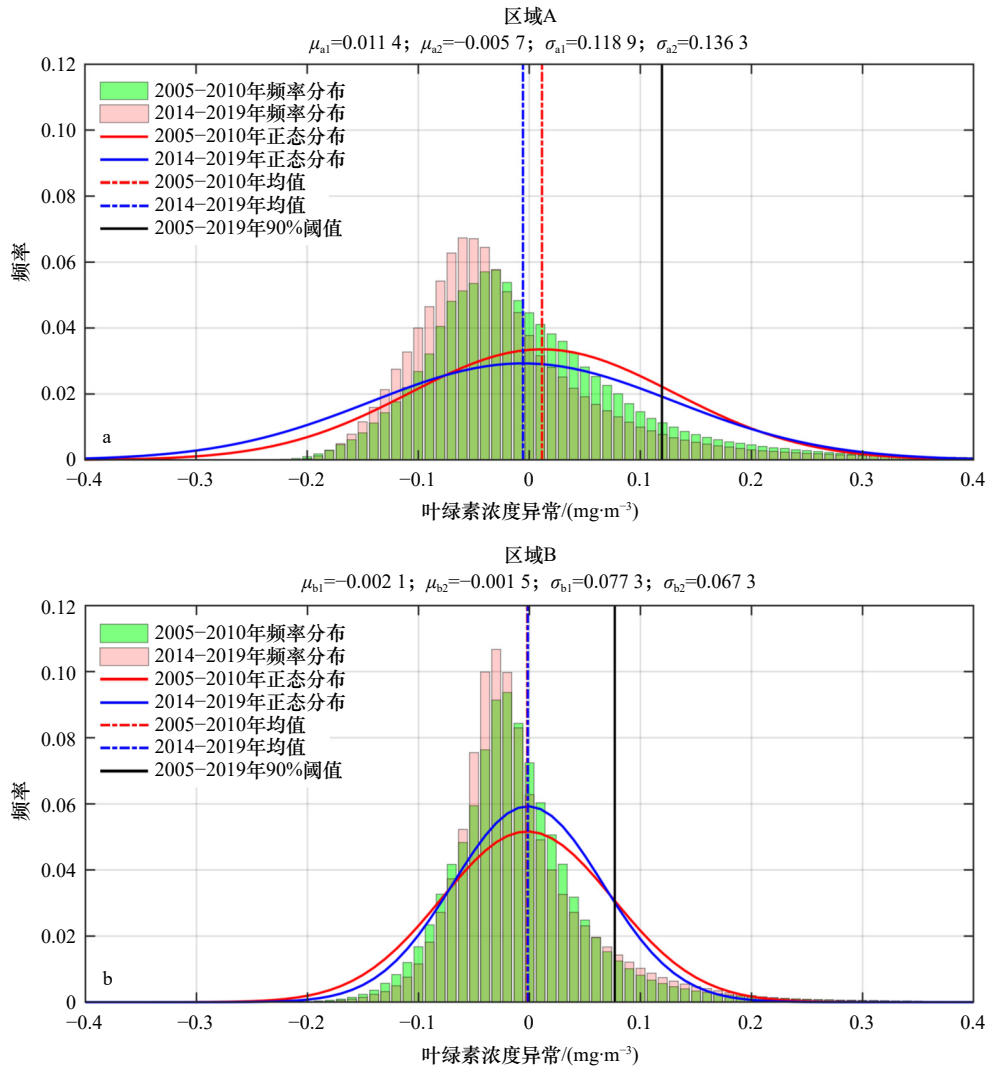 区域A
μa1=0.011 4；μa2=−0.005 7；σa1=0.118 9；σa2=0.136 3
0.12
0.10
0.08
0.06
0.04
0.02
0
频率
2005−2010年频率分布
2014−2019年频率分布
2005−2010年正态分布
2014−2019年正态分布
2005−2010年均值
2014−2019年均值
2005−2019年90%阈值
a
−0.4 −0.3 −0.2 −0.1 0 0.1 0.2 0.3 0.4
叶绿素浓度异常/(mg·m−3)
区域B
μb1=−0.002 1；μb2=−0.001 5；σb1=0.077 3；σb2=0.067 3
0.12
0.10
0.08
0.06
0.04
0.02
0
频率
2005−2010年频率分布
2014−2019年频率分布
2005−2010年正态分布
2014−2019年正态分布
2005−2010年均值
2014−2019年均值
2005−2019年90%阈值
b
−0.4 −0.3 −0.2 −0.1 0 0.1 0.2 0.3 0.4
叶绿素浓度异常/(mg·m−3)